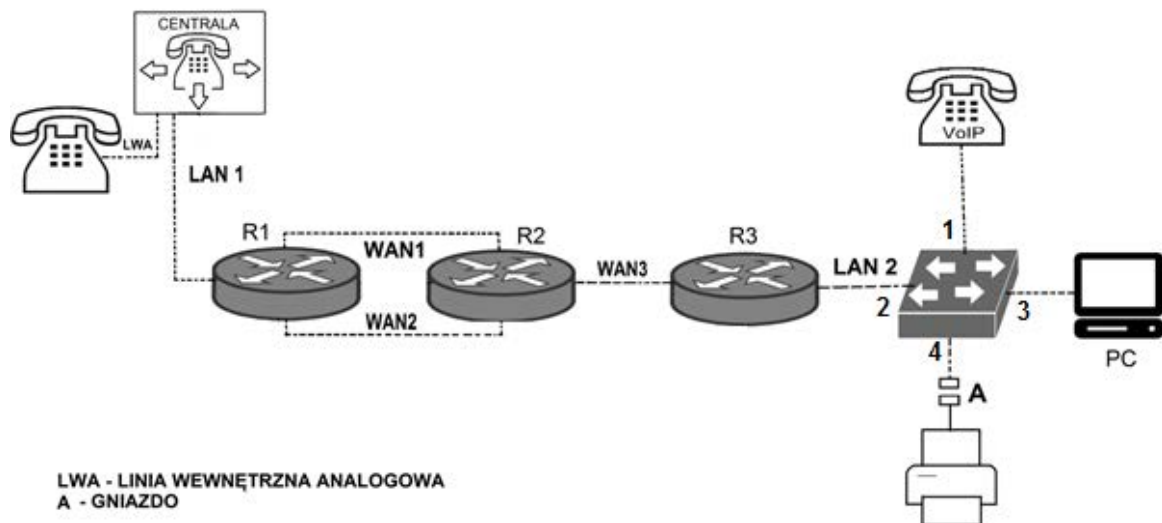 CENTRALA
LWA
LAN 1
VoIP
R1
WAN1
R2
WAN2
WAN3
R3
LAN 2
1
2
3
4
PC
A
LWA - LINIA WEWNĘTRZNA ANALOGOWA
A - GNIAZDO